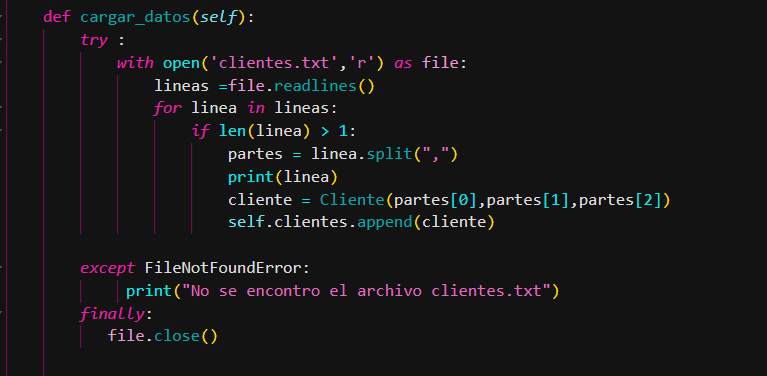 def cargar_datos(self):
try :
with open('clientes.txt','r') as file:
lineas =file.readlines()
for linea in lineas:
if len(linea) > 1:
partes = linea.split(",")
print(linea)
cliente = Cliente(partes[0],partes[1],partes[2])
self.clientes.append(cliente)
except FileNotFoundError:
print("No se encontro el archivo clientes.txt")
finally:
file.close()